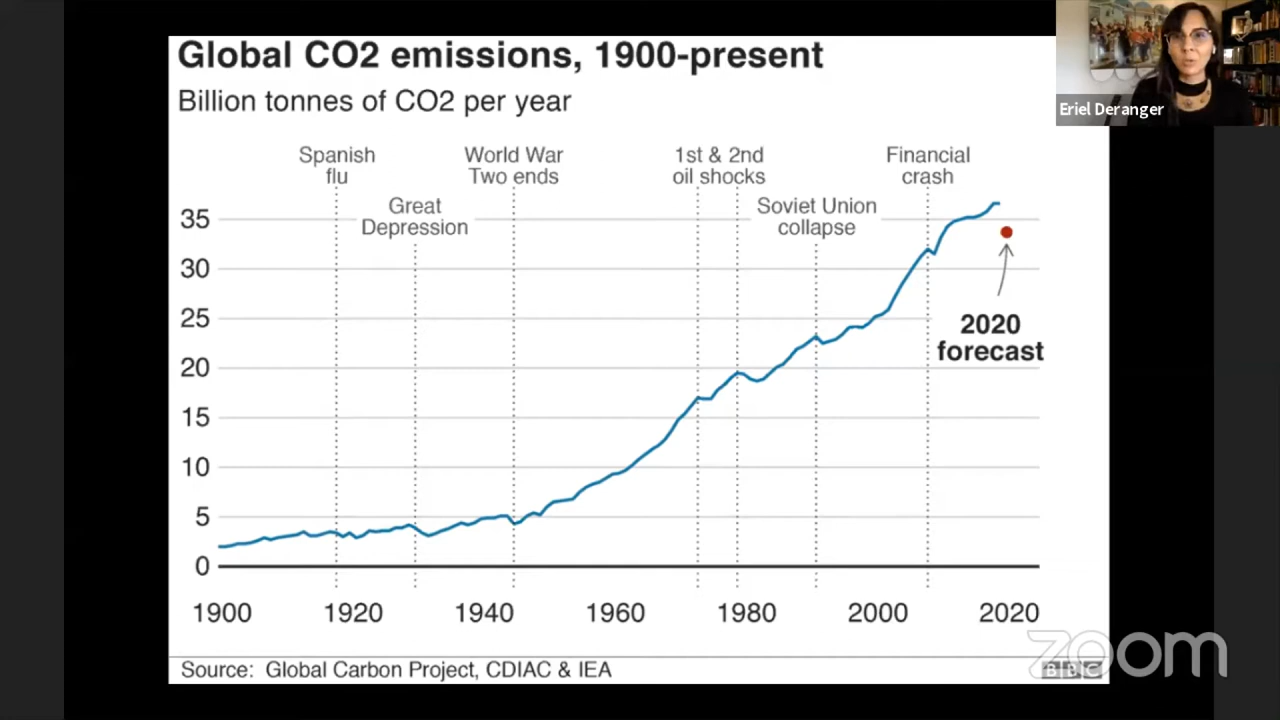 Global CO2 emissions, 1900-present
Billion tonnes of CO2 per year
Eriel Deranger
Spanish
flu
World War
Two ends
1st & 2nd
oil shocks
Financial
crash
Great
Depression
Soviet Union
collapse
35
30
25
20
15
10
5
0
2020
forecast
1900 1920 1940 1960 1980 2000 2020
Source: Global Carbon Project, CDIAC & IEA
BBC
zoom